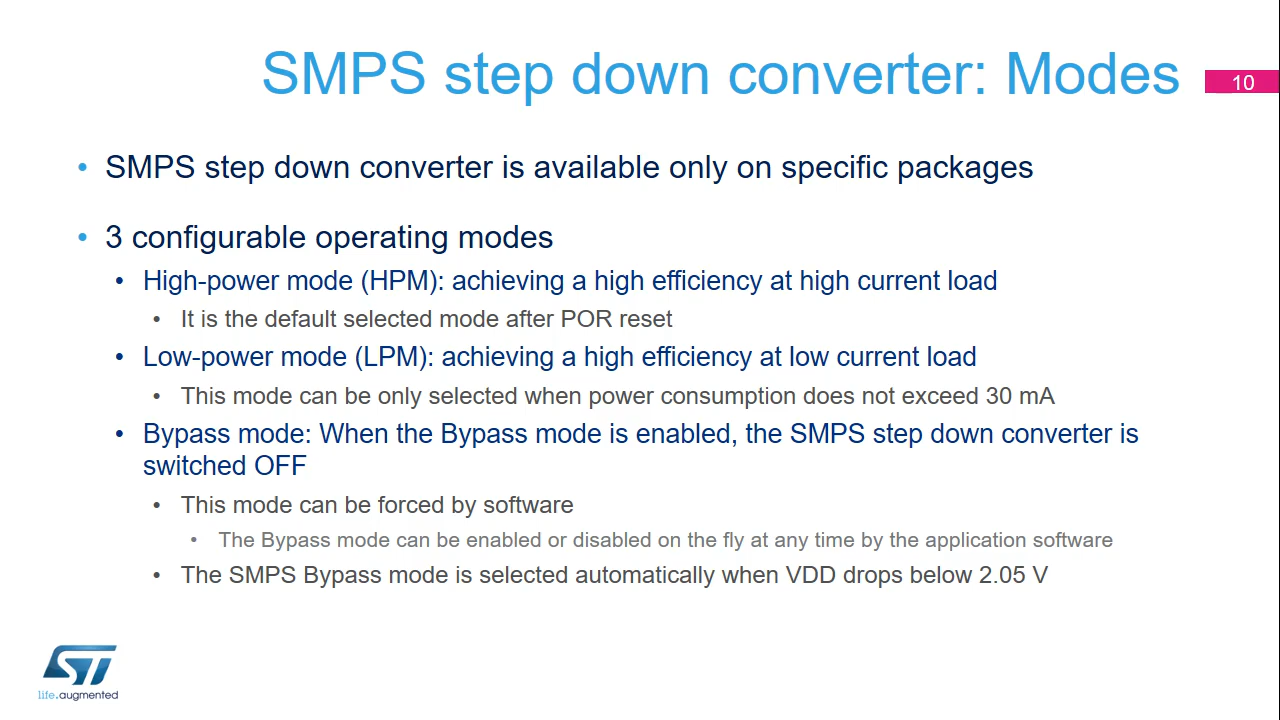 SMPS step down converter: Modes
10
• SMPS step down converter is available only on specific packages
• 3 configurable operating modes
• High-power mode (HPM): achieving a high efficiency at high current load
• It is the default selected mode after POR reset
• Low-power mode (LPM): achieving a high efficiency at low current load
• This mode can be only selected when power consumption does not exceed 30 mA
• Bypass mode: When the Bypass mode is enabled, the SMPS step down converter is
switched OFF
• This mode can be forced by software
• The Bypass mode can be enabled or disabled on the fly at any time by the application software
• The SMPS Bypass mode is selected automatically when VDD drops below 2.05 V
ST
life.augmented